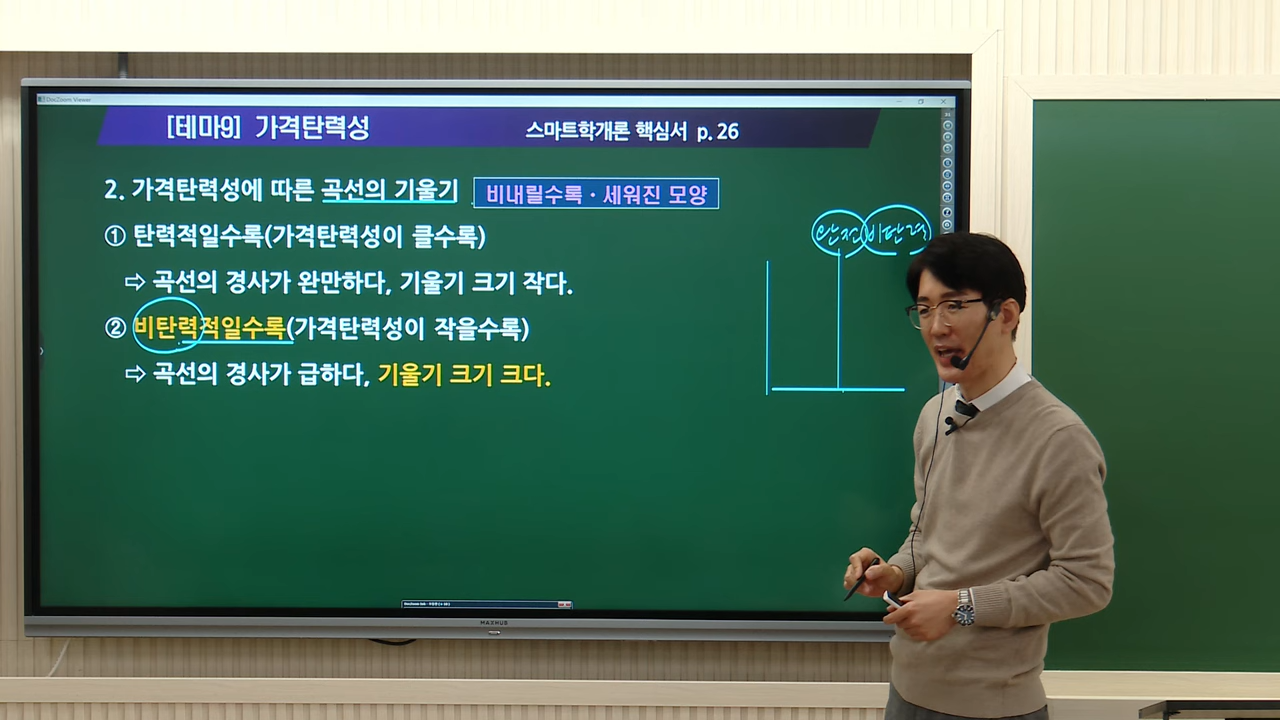 DocZoom Viewer
[테마9] 가격탄력성 스마트학개론 핵심서 p. 26
2. 가격탄력성에 따른 곡선의 기울기 비내릴수록·세워진 모양
① 탄력적일수록(가격탄력성이 클수록)
⇨ 곡선의 경사가 완만하다, 기울기 크기 작다.
② 비탄력적일수록(가격탄력성이 작을수록)
⇨ 곡선의 경사가 급하다, 기울기 크기 크다.
완전비탄력
MAXHUB